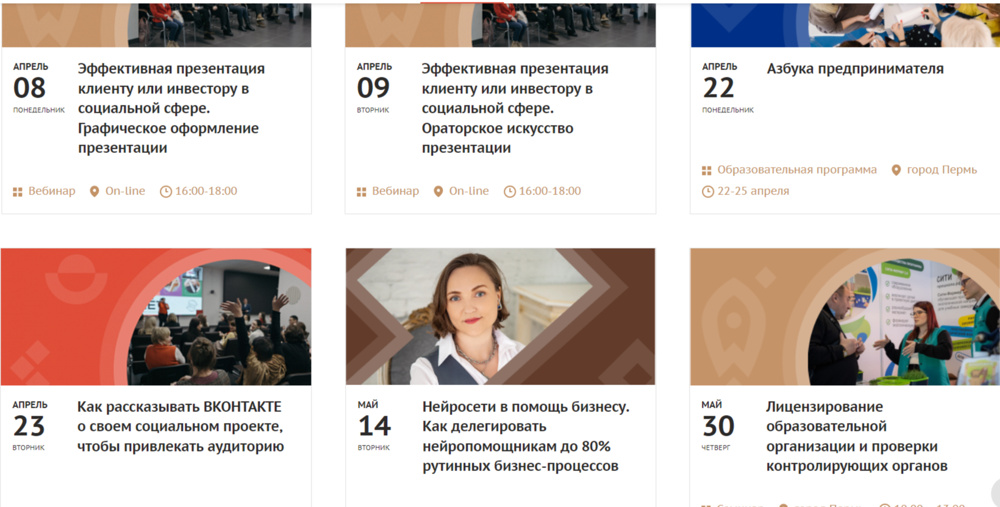 АПРЕЛЬ
08
ПОНЕДЕЛЬНИК
Эффективная презентация
клиенту или инвестору в
социальной сфере.
Графическое оформление
презентации
Вебинар On-line 16:00-18:00
АПРЕЛЬ
09
ВТОРНИК
Эффективная презентация
клиенту или инвестору в
социальной сфере.
Ораторское искусство
презентации
Вебинар On-line 16:00-18:00
АПРЕЛЬ
22
ПОНЕДЕЛЬНИК
Азбука предпринимателя
Образовательная программа город Пермь
22-25 апреля
АПРЕЛЬ
23
ВТОРНИК
Как рассказывать ВКОНТАКТЕ
о своем социальном проекте,
чтобы привлекать аудиторию
МАЙ
14
ВТОРНИК
Нейросети в помощь бизнесу.
Как делегировать
нейропомощникам до 80%
рутинных бизнес-процессов
СИТИ
МАЙ
30
ЧЕТВЕРГ
Лицензирование
образовательной
организации и проверки
контролирующих органов